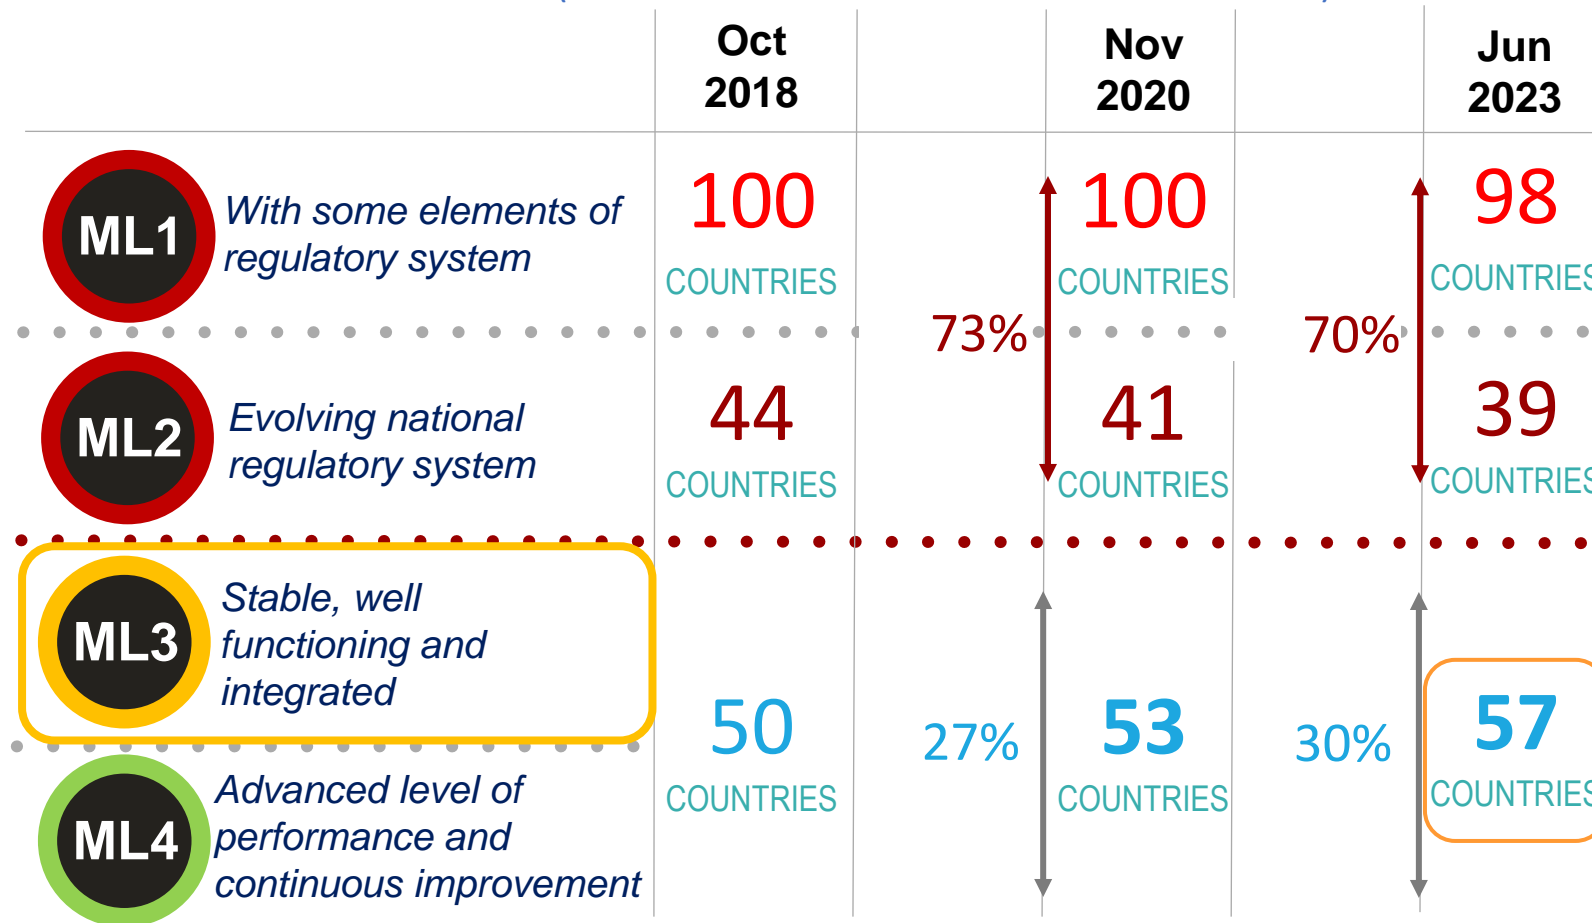 Oct
2018
Nov
2020
Jun
2023
ML1
With some elements of
regulatory system
100
COUNTRIES
100
COUNTRIES
98
COUNTRIES
73%
70%
ML2
Evolving national
regulatory system
44
COUNTRIES
41
COUNTRIES
39
COUNTRIES
ML3
Stable, well
functioning and
integrated
50
COUNTRIES
27%
53
COUNTRIES
30%
57
COUNTRIES
ML4
Advanced level of
performance and
continuous improvement